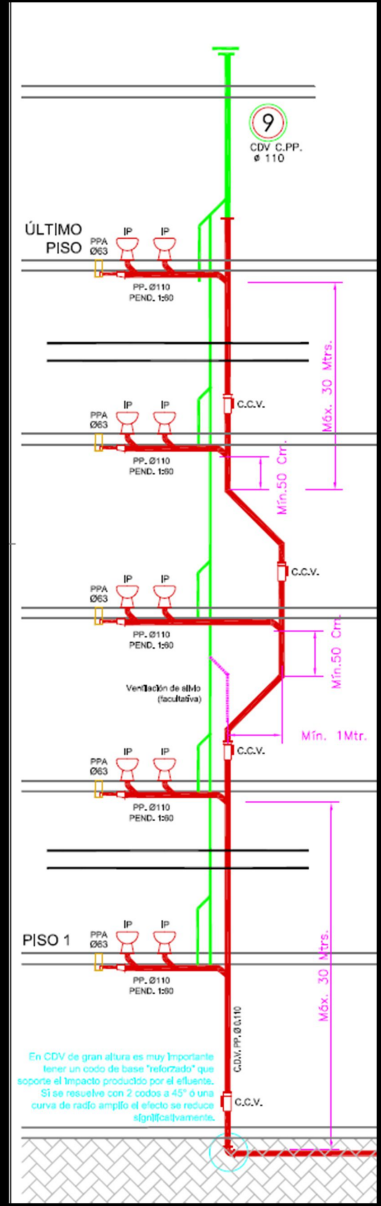 9
CDV C.PP.
ø 110
ÚLTIMO
PISO
PPA
Ø63
IP
IP
PP. Ø110
PEND. 1:60
Máx. 30 Mtrs.
C.C.V.
PPA
Ø63
IP
IP
PP. Ø110
PEND. 1:60
Mín.50 Cm.
C.C.V.
PPA
Ø63
IP
IP
PP. Ø110
PEND. 1:60
Mín.50 Cm.
Ventilación de alivio
(facultativa)
Mín. 1Mtr.
C.C.V.
PPA
Ø63
IP
IP
PP. Ø110
PEND. 1:60
Máx. 30 Mtrs.
PISO 1
PPA
Ø63
IP
IP
PP. Ø110
PEND. 1:60
C.D.V. PP. Ø 0.110
En CDV de gran altura es muy importante
tener un codo de base "reforzado" que
soporte el impacto producido por el efluente.
Si se resuelve con 2 codos a 45° ó una
curva de radio amplio el efecto se reduce
significativamente.
C.C.V.